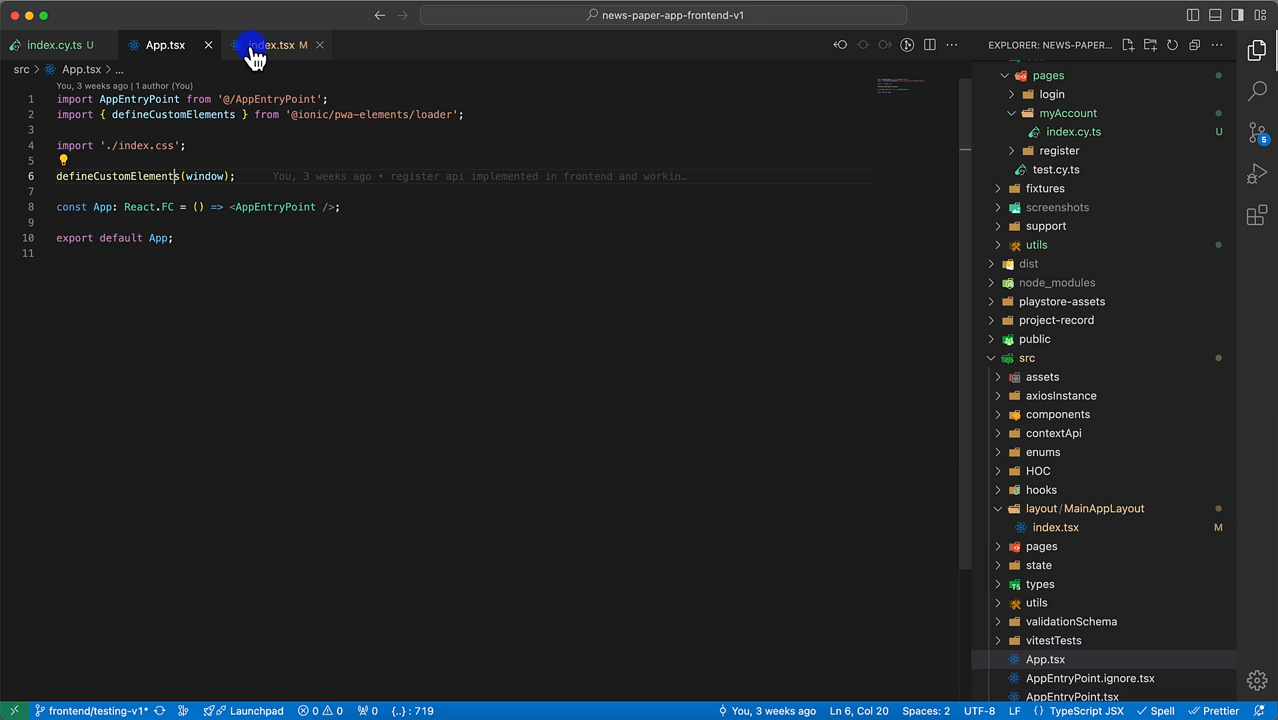 news-paper-app-frontend-v1
index.cy.ts U
App.tsx
index.tsx M
EXPLORER: NEWS-PAPER...
src > App.tsx > ...
You, 3 weeks ago | 1 author (You)
1 import AppEntryPoint from '@/AppEntryPoint';
2 import { defineCustomElements } from '@ionic/pwa-elements/loader';
3
4 import './index.css';
5
6 defineCustomElements(window); You, 3 weeks ago • register api implemented in frontend and workin...
7
8 const App: React.FC = () => <AppEntryPoint />;
9
10 export default App;
11
pages
login
myAccount
index.cy.ts U
register
test.cy.ts
fixtures
screenshots
support
utils
dist
node_modules
playstore-assets
project-record
public
src
assets
axiosInstance
components
contextApi
enums
HOC
hooks
layout/MainAppLayout
index.tsx M
pages
state
types
utils
validationSchema
vitestTests
App.tsx
AppEntryPoint.ignore.tsx
AppEntryPoint.tsx
5
frontend/testing-v1* Launchpad 0 0 0 {..} : 719 You, 3 weeks ago Ln 6, Col 20 Spaces: 2 UTF-8 LF {} TypeScript JSX Spell Prettier